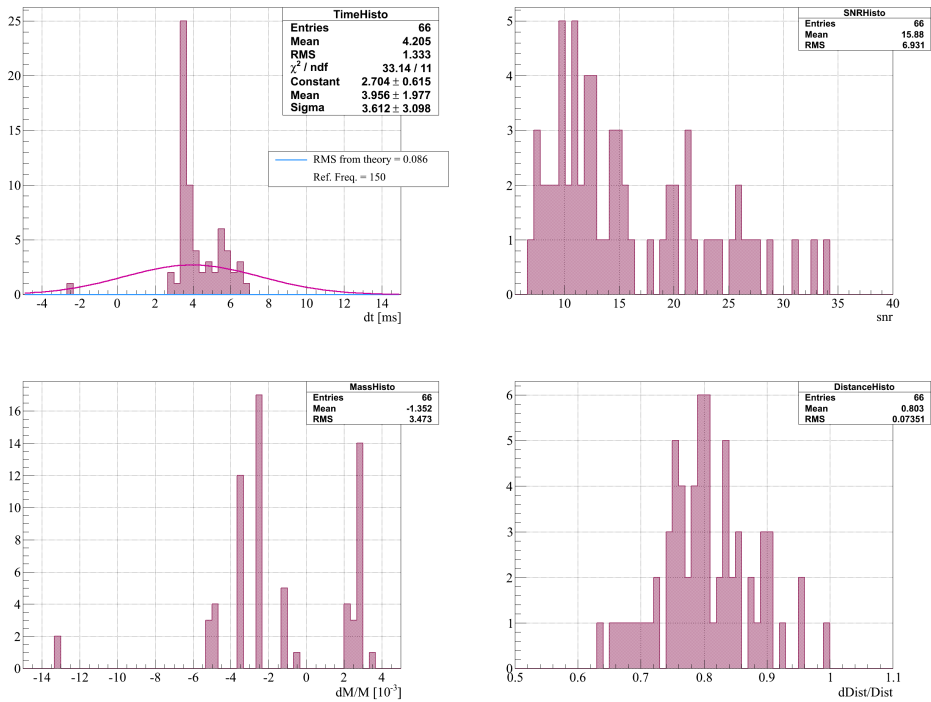 TimeHisto
Entries 66
Mean 4.205
RMS 1.333
χ² / ndf 33.14 / 11
Constant 2.704 ± 0.615
Mean 3.956 ± 1.977
Sigma 3.612 ± 3.098
RMS from theory = 0.086
Ref. Freq. = 150
25
20
15
10
5
0
-4 -2 0 2 4 6 8 10 12 14
dt [ms]
SNRHisto
Entries 66
Mean 15.88
RMS 6.931
5
4
3
2
1
0
10 15 20 25 30 35 40
snr
MassHisto
Entries 66
Mean -1.352
RMS 3.473
16
14
12
10
8
6
4
2
0
-14 -12 -10 -8 -6 -4 -2 0 2 4
dM/M [10⁻³]
DistanceHisto
Entries 66
Mean 0.803
RMS 0.07351
6
5
4
3
2
1
0
0.5 0.6 0.7 0.8 0.9 1 1.1
dDist/Dist